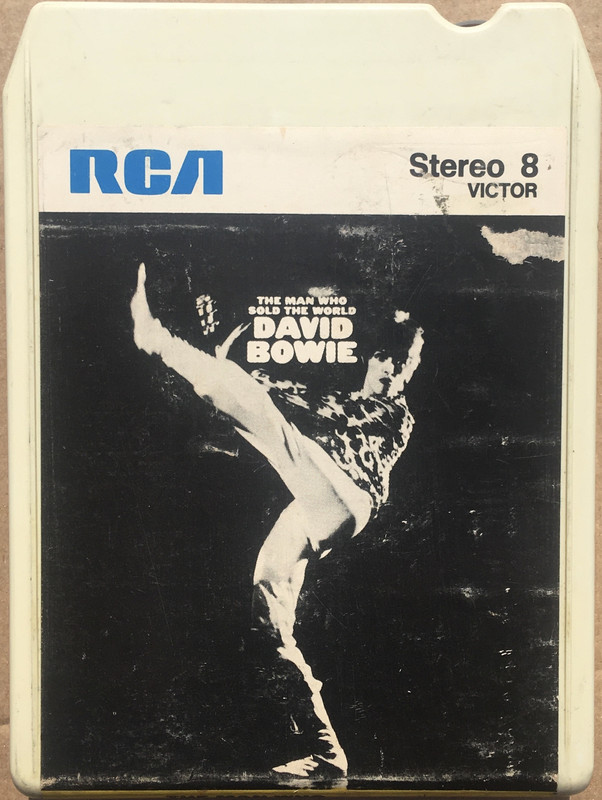 RCA
Stereo 8
VICTOR
THE MAN WHO
SOLD THE WORLD
DAVID
BOWIE